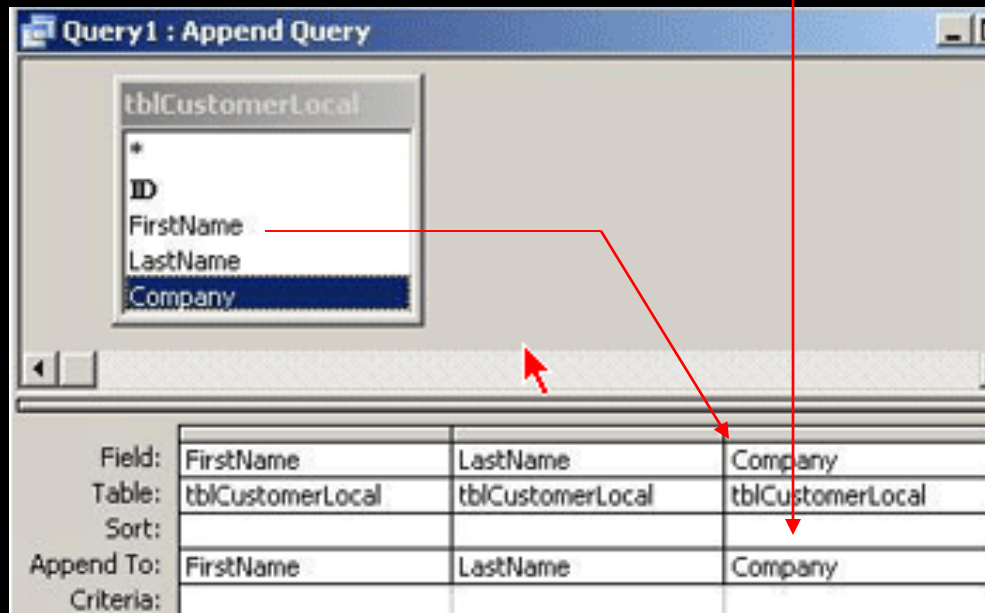 Query1 : Append Query
tblCustomerLocal
*
ID
FirstName
LastName
Company
Field: FirstName LastName Company
Table: tblCustomerLocal tblCustomerLocal tblCustomerLocal
Sort:
Append To: FirstName LastName Company
Criteria: